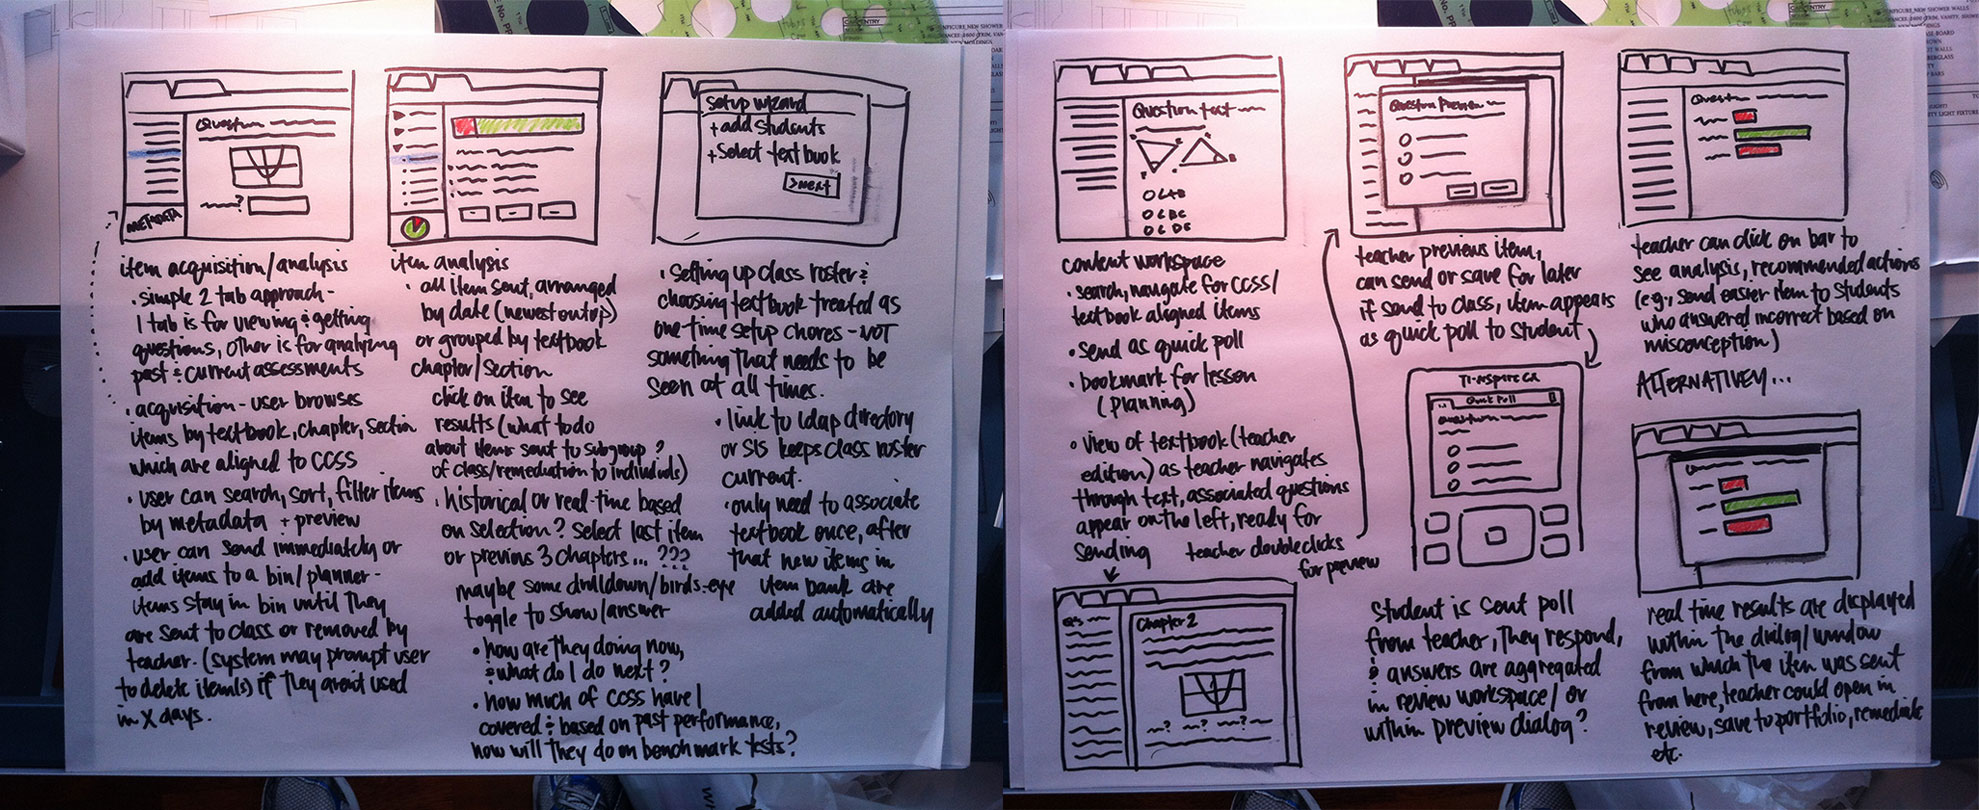 Question
METADATA
item acquisition/analysis
• simple 2 tab approach -
1 tab is for viewing & getting
questions, other is for analyzing
past & current assessments
• acquisition - user browses
items by textbook, chapter, section
which are aligned to CCSS
• user can search, sort, filter items
by metadata + preview
• user can send immediately or
add items to a bin/planner -
items stay in bin until they
are sent to class or removed by
teacher. (system may prompt user
to delete item(s) if they aren't used
in X days.
item analysis
• all item sent, arranged
by date (newest on top)
or grouped by textbook
chapter/section
click on item to see
results (what to do
about items sent to subgroup?
of class/remediation to individuals)
• historical or real-time based
on selection? select last item
or previous 3 chapters... ???
maybe some drilldown/birds-eye
toggle to show/answer
• how are they doing now,
& what do I do next?
• how much of CCSS have I
covered & based on past performance,
how will they do on benchmark tests?
Setup wizard
+ add students
+ Select textbook
> next
• Setting up class roster &
choosing textbook treated as
one-time setup chores - NOT
something that needs to be
seen at all times.
• link to ldap directory
or SIS keeps class roster
current.
• only need to associate
textbook once, after
that new items in
item bank are
added automatically
Question text
content workspace
• search, navigate for CCSS/
textbook aligned items
• send as quick poll
• bookmark for lesson
(planning)
• view of textbook (teacher
edition) as teacher navigates
through text, associated questions
appear on the left, ready for
sending
teacher double clicks
for preview
Chapter 2
Question Preview
teacher previews item,
can send or save for later
if send to class, item appears
as quick poll to student
TI-nspire CX
Quick Poll
Student is sent poll
from teacher, they respond,
& answers are aggregated
in review workspace/ or
within preview dialog?
Question
teacher can click on bar to
see analysis, recommended actions
(e.g., send easier item to students
who answered incorrect based on
misconception)
ALTERNATIVELY...
real time results are displayed
within the dialog/window
from which the item was sent
from here, teacher could open in
review, save to portfolio, remediate
etc.